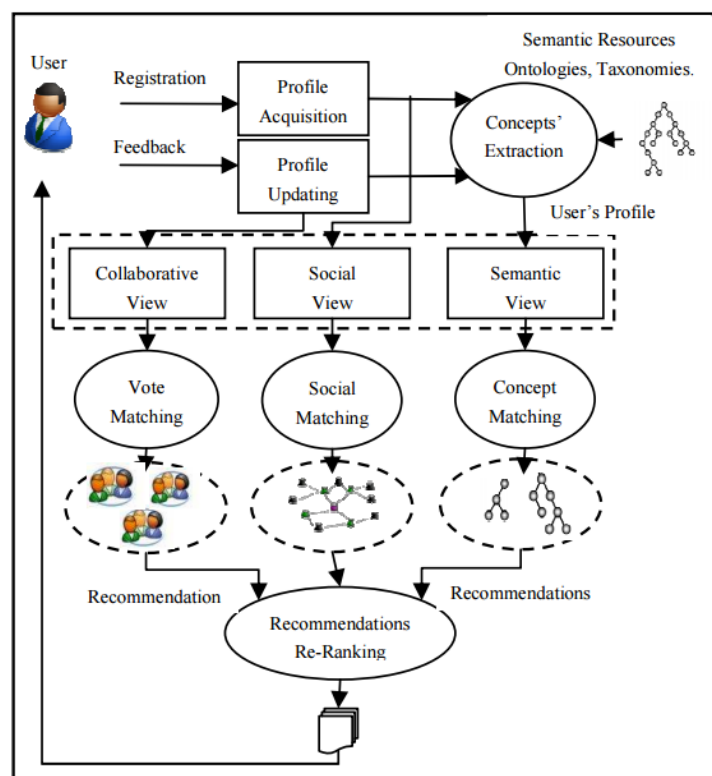 User
Semantic Resources
Ontologies, Taxonomies.
Registration
Profile
Acquisition
Concepts'
Extraction
Feedback
Profile
Updating
User's Profile
Collaborative
View
Social
View
Semantic
View
Vote
Matching
Social
Matching
Concept
Matching
Recommendation
Recommendations
Recommendations
Re-Ranking